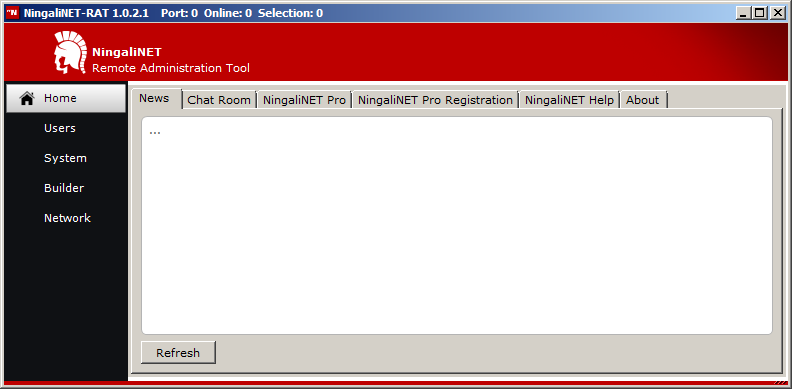 NingaliNET-RAT 1.0.2.1 Port: 0 Online: 0 Selection: 0
NingaliNET
Remote Administration Tool
Home
Users
System
Builder
Network
News
Chat Room
NingaliNET Pro
NingaliNET Pro Registration
NingaliNET Help
About
...
Refresh